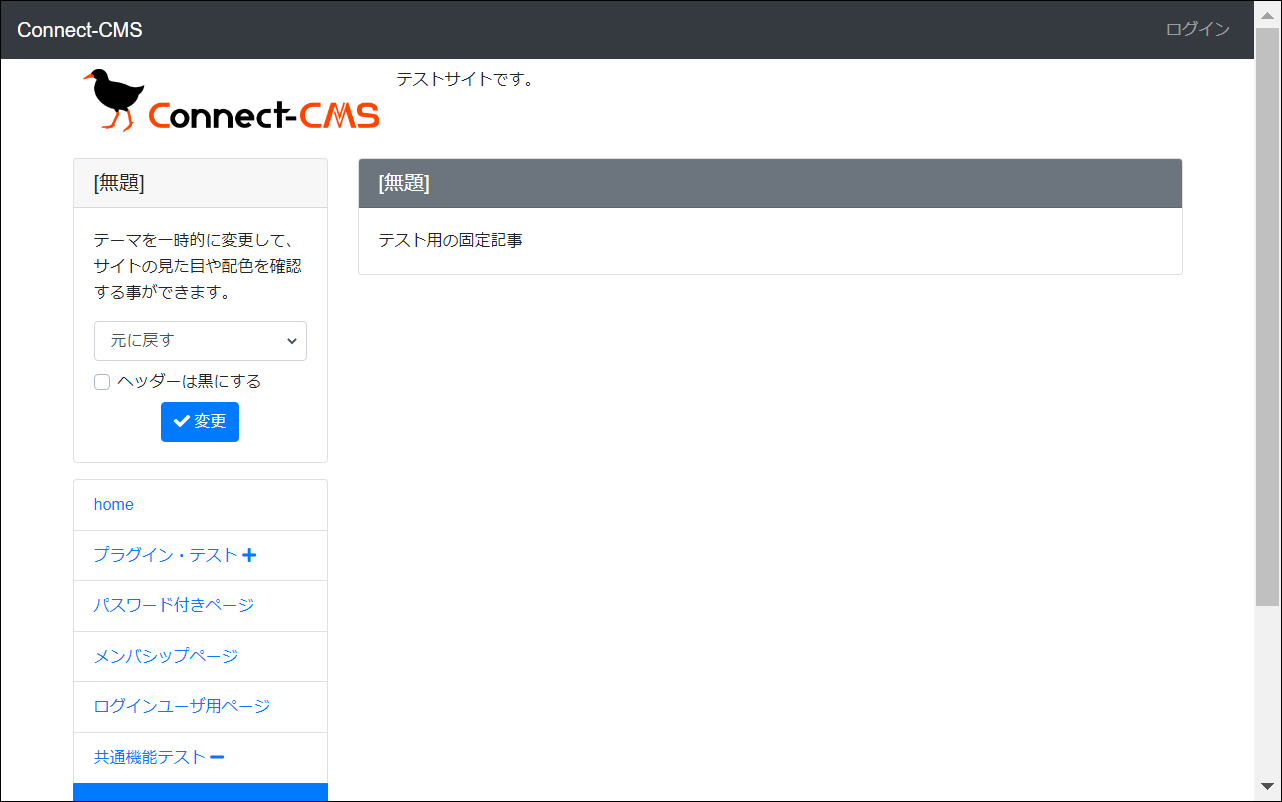 Connect-CMS
ログイン
Connect-CMS
テストサイトです。
[無題]
テーマを一時的に変更して、
サイトの見た目や配色を確認
する事ができます。
元に戻す
ヘッダーは黒にする
変更
[無題]
テスト用の固定記事
home
プラグイン・テスト
パスワード付きページ
メンバシップページ
ログインユーザ用ページ
共通機能テスト